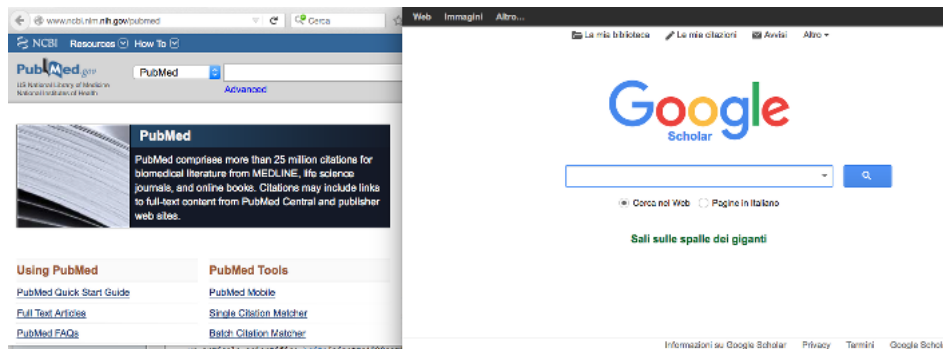 www.ncbi.nlm.nih.gov/pubmed
Cerca
NCBI Resources How To
PubMed.gov
US National Library of Medicine
National Institutes of Health
PubMed
Advanced
PubMed
PubMed comprises more than 25 million citations for
biomedical literature from MEDLINE, life science
journals, and online books. Citations may include links
to full-text content from PubMed Central and publisher
web sites.
Using PubMed
PubMed Quick Start Guide
Full Text Articles
PubMed FAQs
PubMed Tools
PubMed Mobile
Single Citation Matcher
Batch Citation Matcher
Web Immagini Altro...
La mia biblioteca Le mie citazioni Avvisi Altro
Google
Scholar
Cerca nel Web Pagine in Italiano
Sali sulle spalle dei giganti
Informazioni su Google Scholar Privacy Termini Google Schol